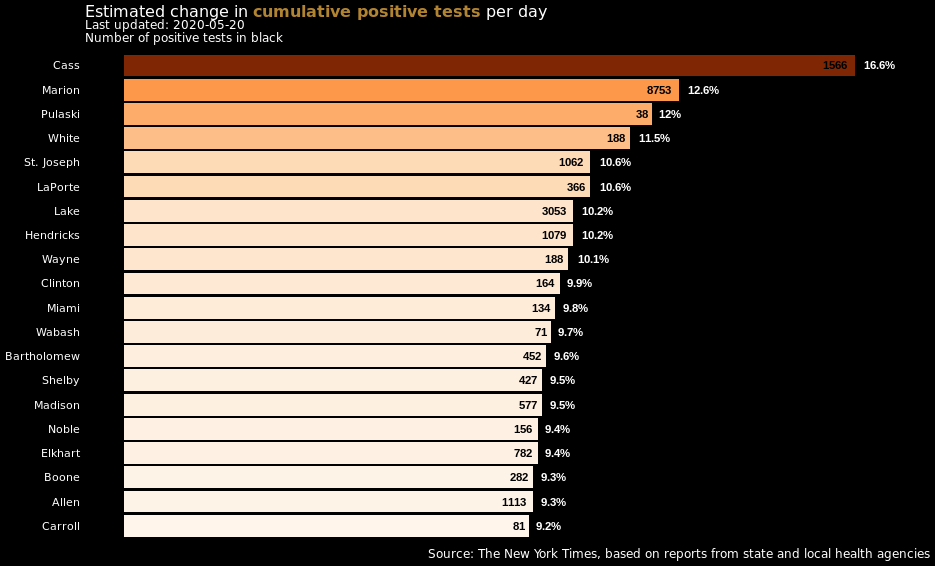 Estimated change in cumulative positive tests per day
Last updated: 2020-05-20
Number of positive tests in black
Cass 1566 16.6%
Marion 8753 12.6%
Pulaski 38 12%
White 188 11.5%
St. Joseph 1062 10.6%
LaPorte 366 10.6%
Lake 3053 10.2%
Hendricks 1079 10.2%
Wayne 188 10.1%
Clinton 164 9.9%
Miami 134 9.8%
Wabash 71 9.7%
Bartholomew 452 9.6%
Shelby 427 9.5%
Madison 577 9.5%
Noble 156 9.4%
Elkhart 782 9.4%
Boone 282 9.3%
Allen 1113 9.3%
Carroll 81 9.2%
Source: The New York Times, based on reports from state and local health agencies